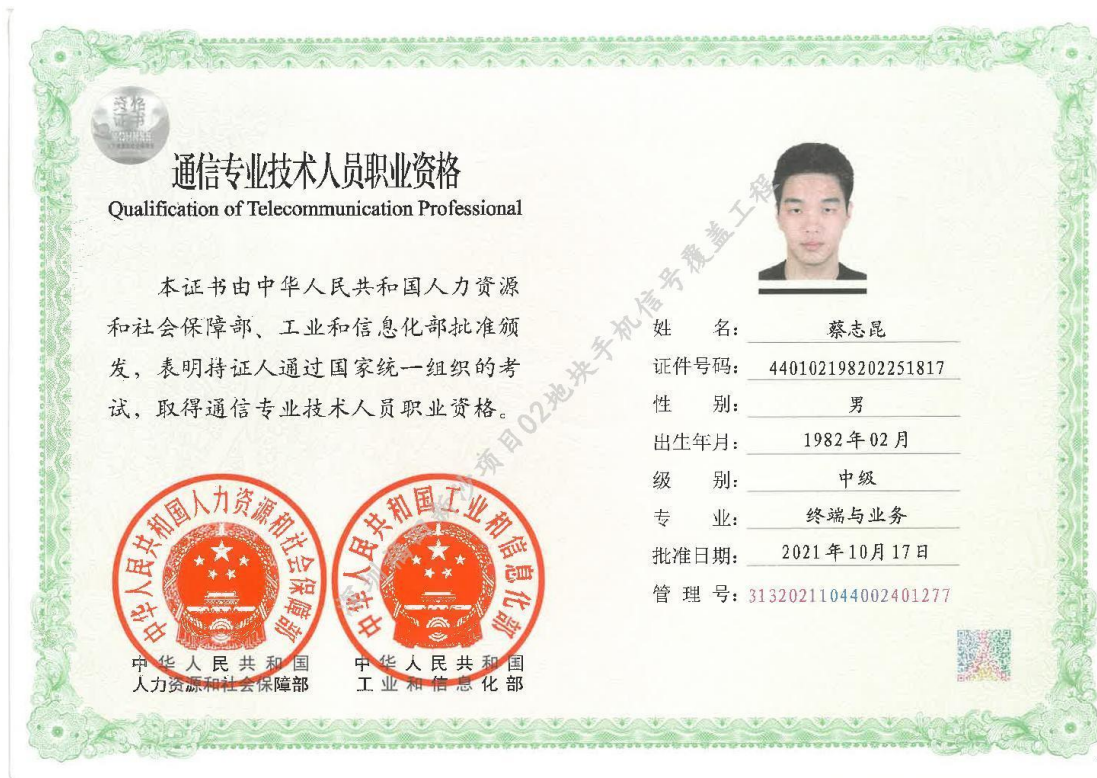 资格
证书
通信专业技术人员职业资格
Qualification of Telecommunication Professional
本证书由中华人民共和国人力资源
和社会保障部、工业和信息化部批准颁
发，表明持证人通过国家统一组织的考
试，取得通信专业技术人员职业资格。
中华人民共和国人力资源和社会保障部
中华人民共和国工业和信息化部
中华人民共和国
人力资源和社会保障部
中华人民共和国
工业和信息化部
姓 名： 蔡志昆
证件号码： 440102198202251817
性 别： 男
出生年月： 1982年02月
级 别： 中级
专 业： 终端与业务
批准日期： 2021年10月17日
管 理 号： 31320211044002401277
沙项目02地块手机信号覆盖工程